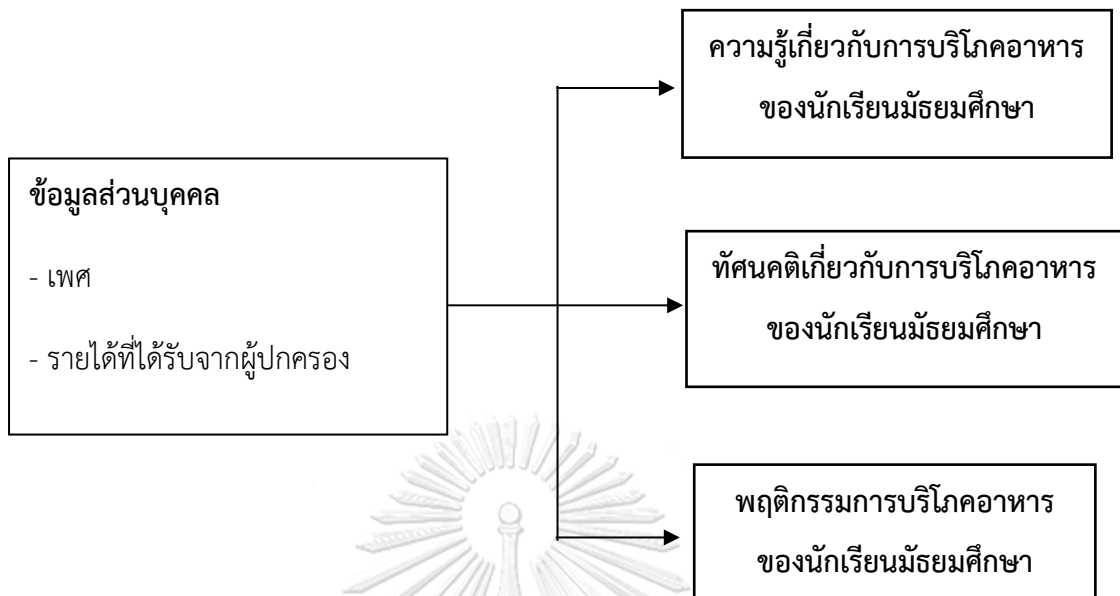 ความรู้เกี่ยวกับการบริโภคอาหาร
ของนักเรียนมัธยมศึกษา
ข้อมูลส่วนบุคคล
- เพศ
- รายได้ที่ได้รับจากผู้ปกครอง
ทัศนคติเกี่ยวกับการบริโภคอาหาร
ของนักเรียนมัธยมศึกษา
พฤติกรรมการบริโภคอาหาร
ของนักเรียนมัธยมศึกษา